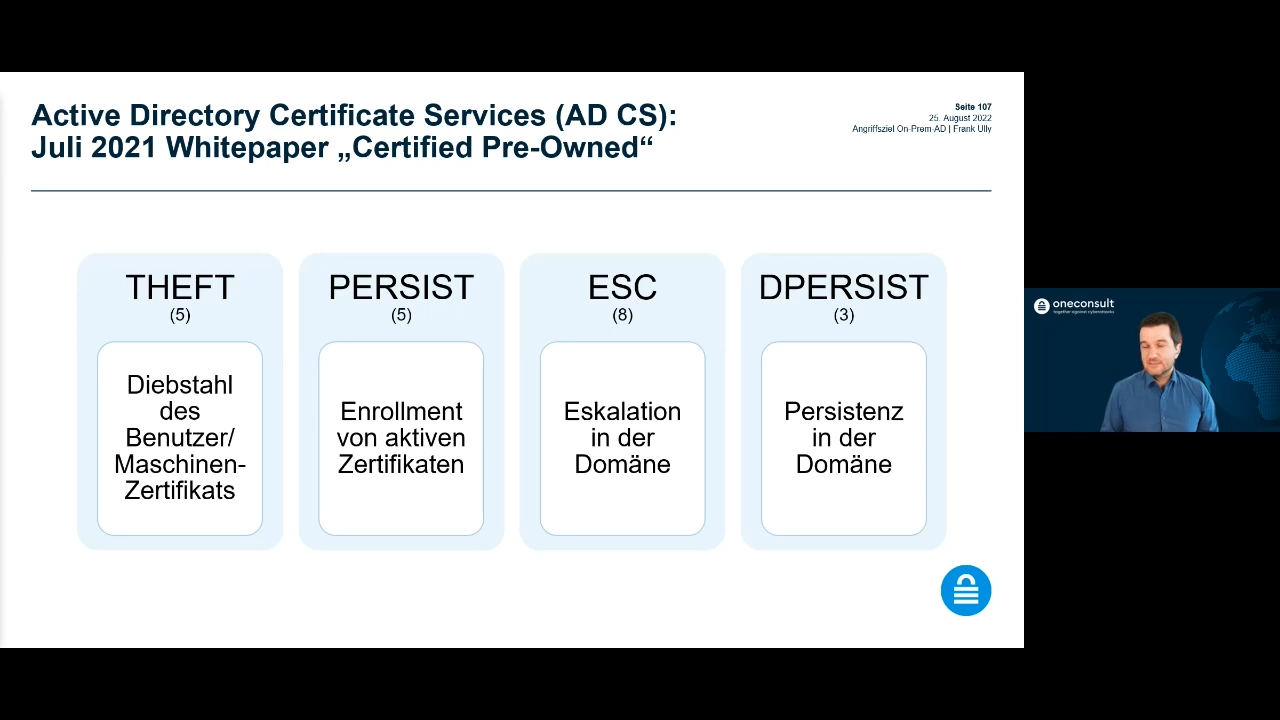 Active Directory Certificate Services (AD CS):
Juli 2021 Whitepaper „Certified Pre-Owned“
Seite 107
25. August 2022
Angriffsziel On-Prem-AD | Frank Ully
THEFT
(5)
Diebstahl
des
Benutzer/
Maschinen-
Zertifikats
PERSIST
(5)
Enrollment
von aktiven
Zertifikaten
ESC
(8)
Eskalation
in der
Domäne
DPERSIST
(3)
Persistenz
in der
Domäne
oneconsult
together against cyberattacks